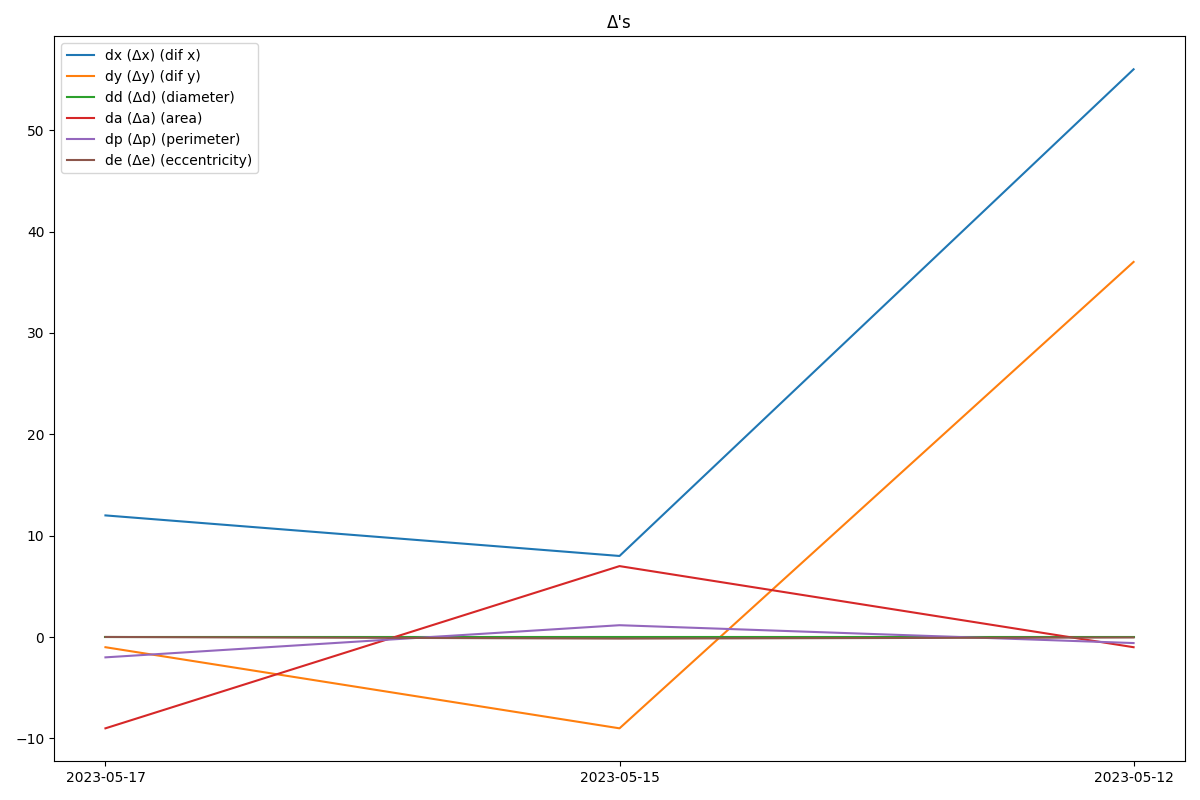 Δ's
dx (Δx) (dif x)
dy (Δy) (dif y)
dd (Δd) (diameter)
da (Δa) (area)
dp (Δp) (perimeter)
de (Δe) (eccentricity)
50
40
30
20
10
0
−10
2023-05-17 2023-05-15 2023-05-12